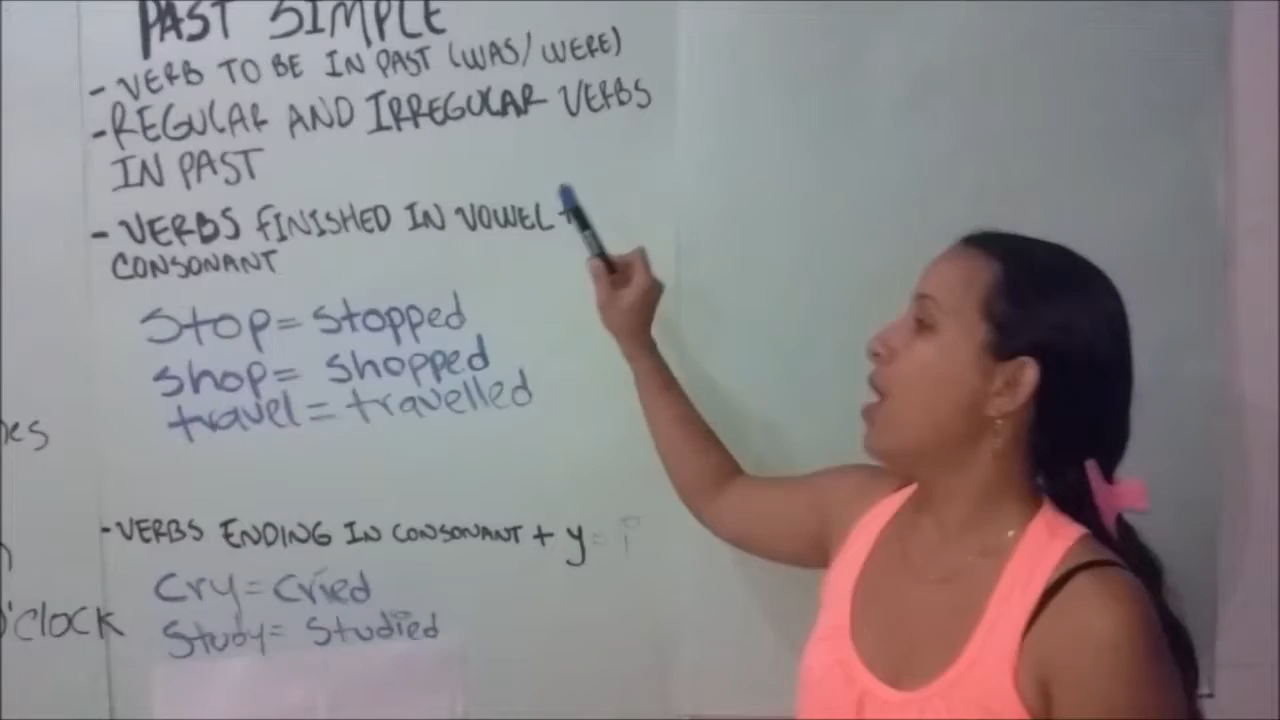 PAST SIMPLE
- VERB TO BE IN PAST (WAS/WERE)
- REGULAR AND IRREGULAR VERBS
IN PAST
- VERBS FINISHED IN VOWEL +
CONSONANT
Stop = stopped
shop = shopped
travel = travelled
- VERBS ENDING IN CONSONANT + y = i
Cry = cried
Study = Studied
o'clock